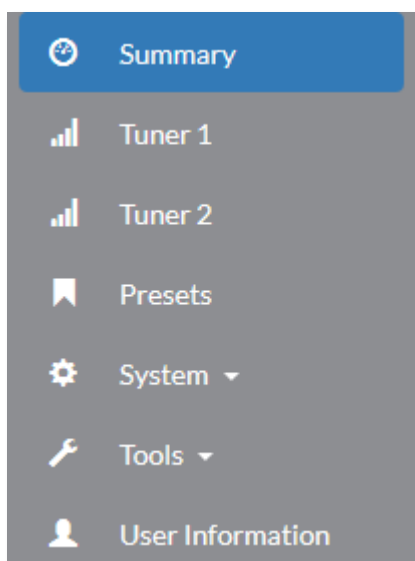 Summary
Tuner 1
Tuner 2
Presets
System
Tools
User Information